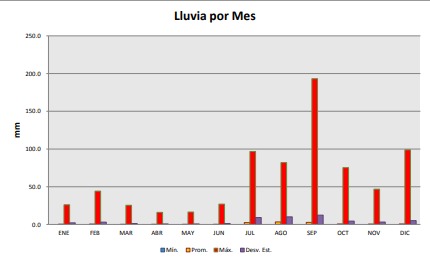 Lluvia por Mes
250.0
200.0
150.0
100.0
50.0
0.0
mm
ENE FEB MAR ABR MAY JUN JUL AGO SEP OCT NOV DIC
Mín. Prom. Máx. Desv. Est.